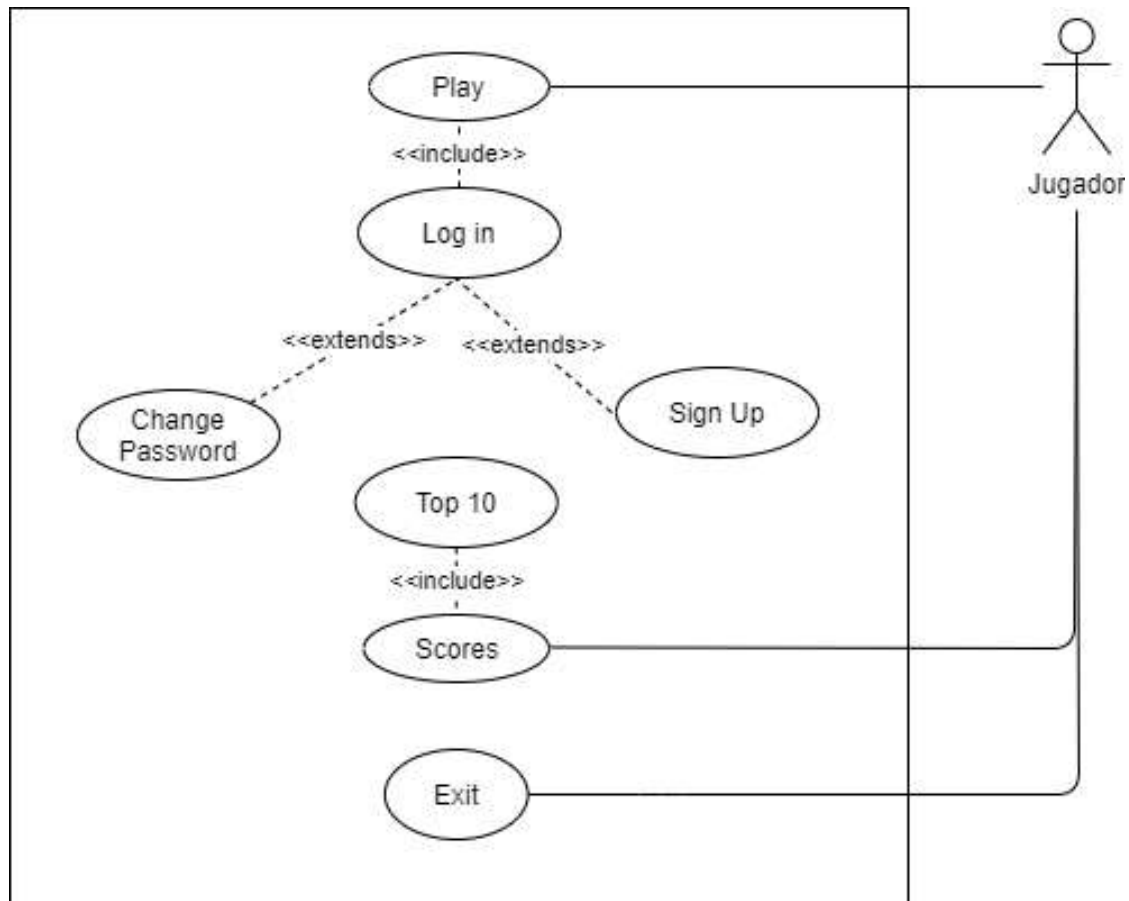 Play
<<include>>
Jugador
Log in
<<extends>>
<<extends>>
Change
Password
Sign Up
Top 10
<<include>>
Scores
Exit